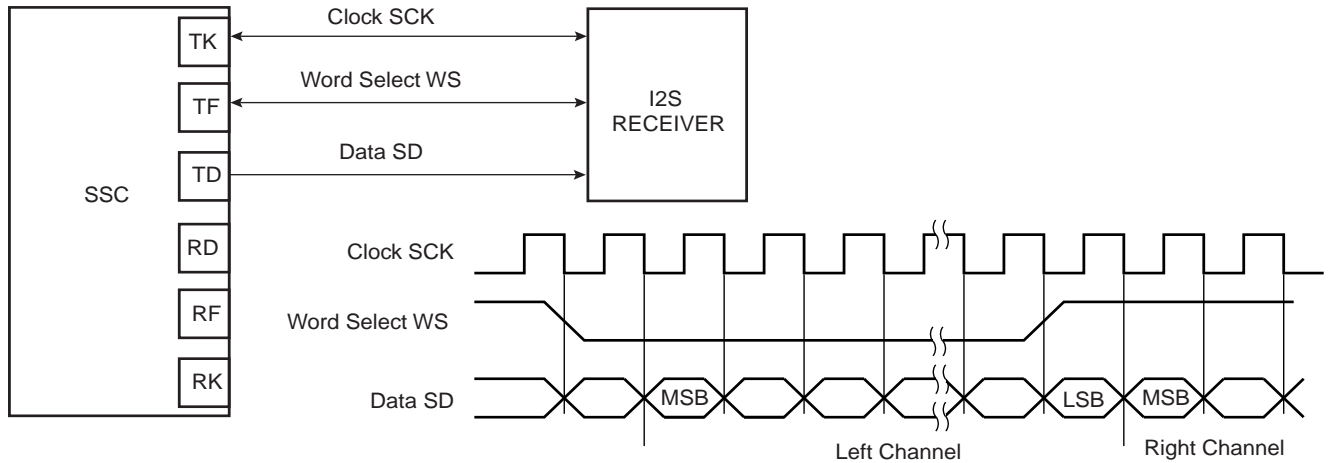 Clock SCK
TK
Word Select WS
TF
I2S
RECEIVER
Data SD
TD
SSC
RD
RF
RK
Clock SCK
Word Select WS
Data SD
MSB
LSB
MSB
Left Channel
Right Channel